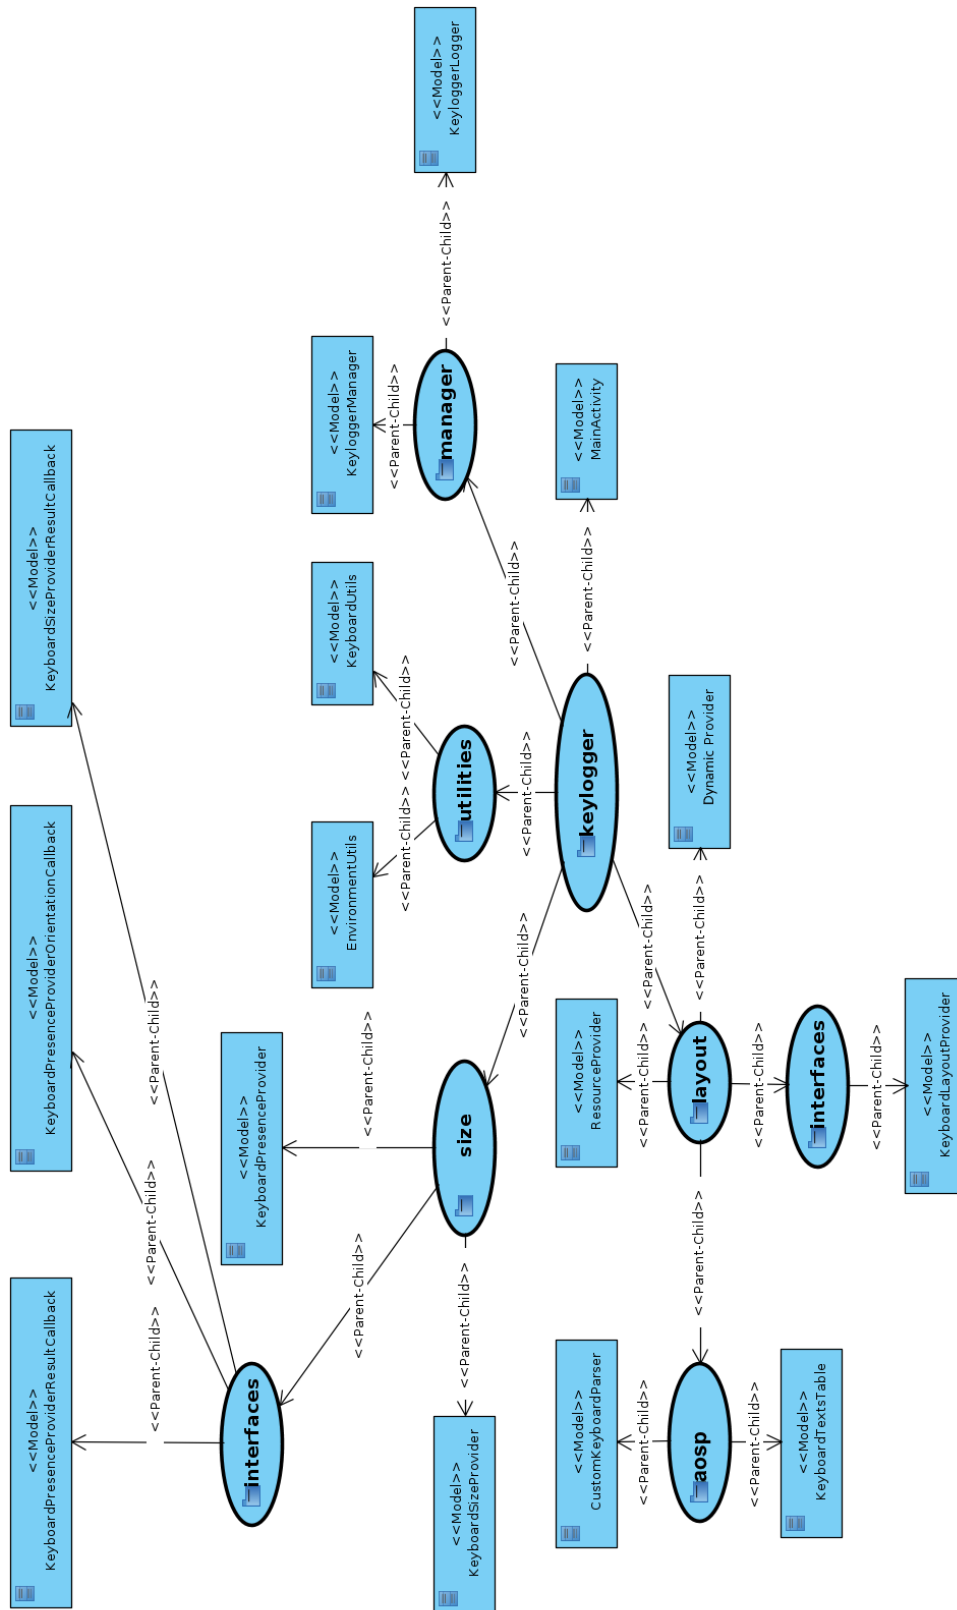 <<Model>>
KeyboardPresenceProviderResultCallback
<<Model>>
KeyboardPresenceProviderOrientationCallback
<<Model>>
KeyboardSizeProviderResultCallback
<<Parent-Child>>
<<Parent-Child>>
<<Parent-Child>>
interfaces
<<Model>>
KeyboardPresenceProvider
<<Parent-Child>>
<<Parent-Child>>
<<Model>>
EnvironmentUtils
<<Model>>
KeyboardUtils
<<Model>>
KeyloggerManager
<<Parent-Child>>
<<Parent-Child>>
<<Parent-Child>>
<<Model>>
KeyboardSizeProvider
<<Parent-Child>>
size
utilities
manager
<<Parent-Child>>
<<Model>>
KeyloggerLogger
<<Parent-Child>>
<<Parent-Child>>
<<Parent-Child>>
<<Model>>
CustomKeyboardParser
<<Model>>
ResourceProvider
keylogger
<<Parent-Child>>
<<Model>>
MainActivity
<<Parent-Child>>
<<Parent-Child>>
<<Parent-Child>>
aosp
<<Parent-Child>>
layout
<<Parent-Child>>
<<Model>>
Dynamic Provider
<<Parent-Child>>
<<Parent-Child>>
<<Model>>
KeyboardTextsTable
interfaces
<<Parent-Child>>
<<Model>>
KeyboardLayoutProvider